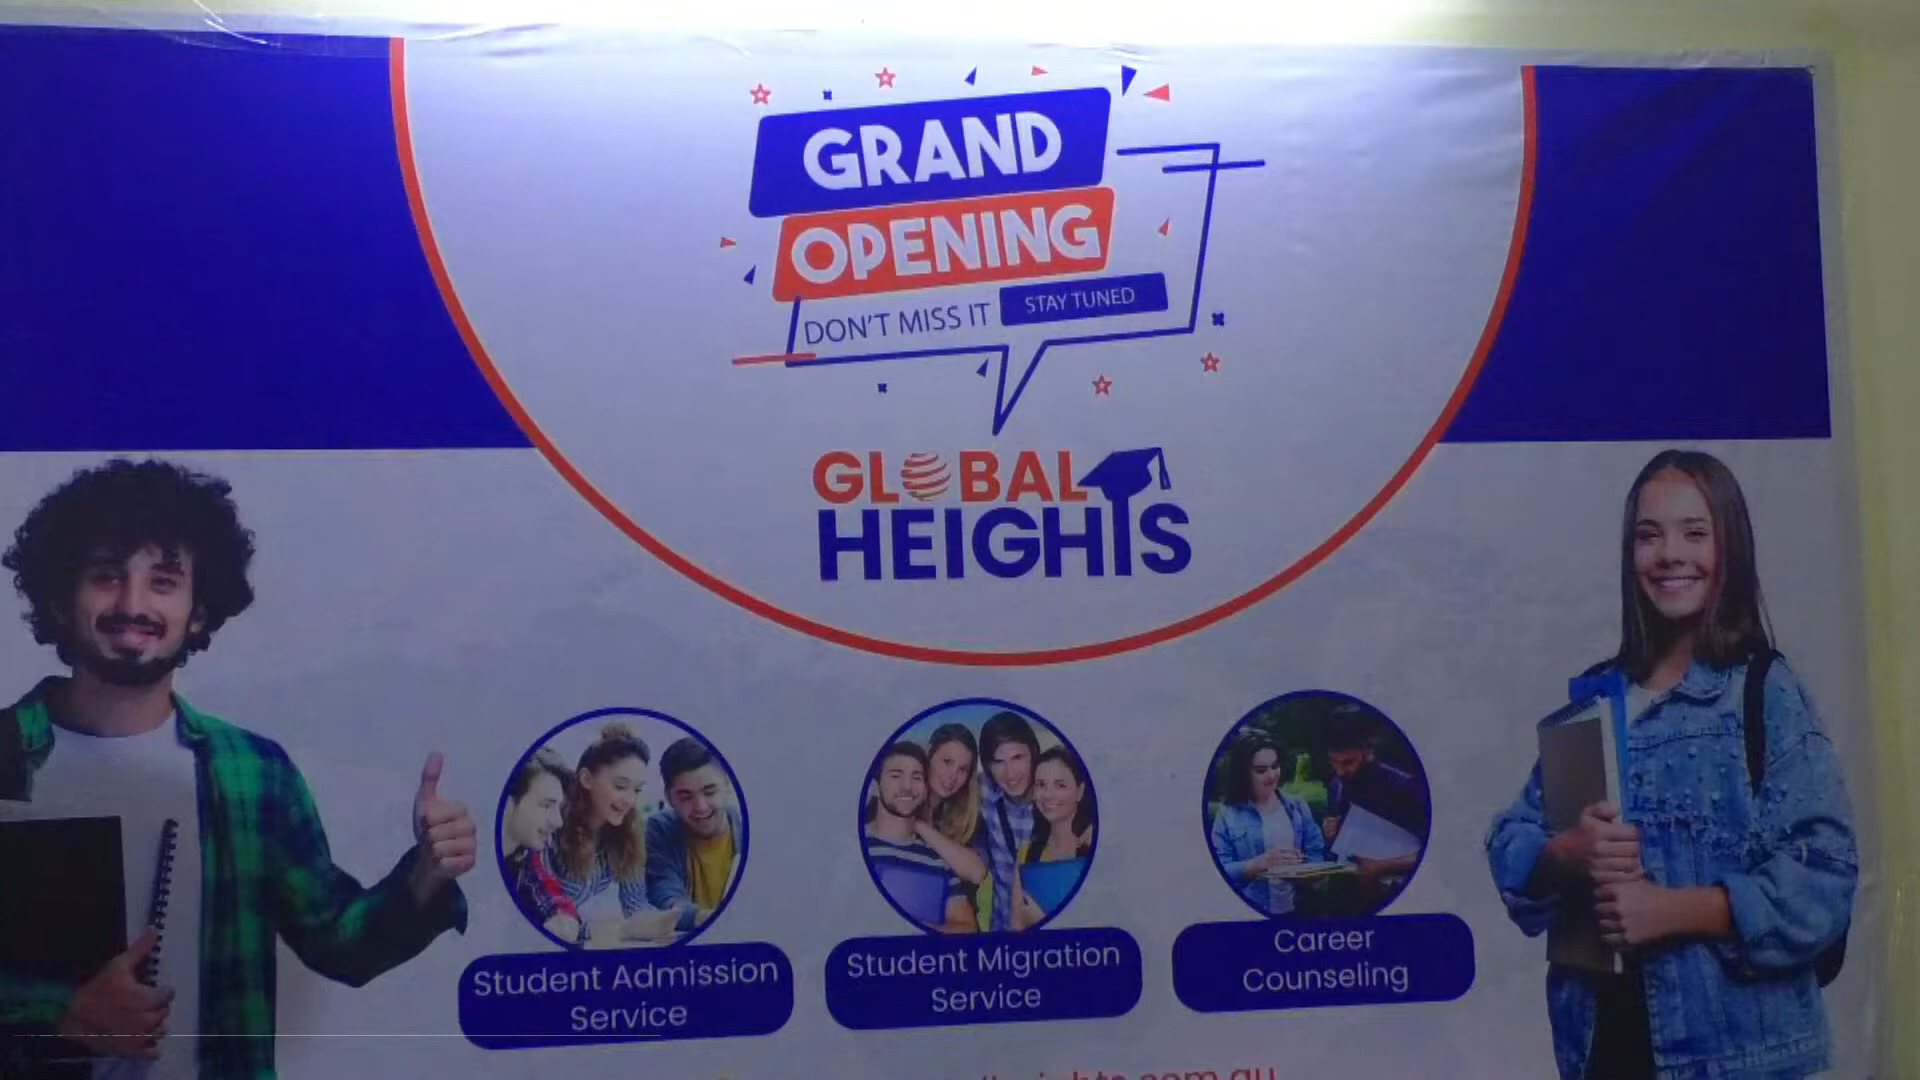 GRAND
OPENING
DON'T MISS IT STAY TUNED
GLOBAL
HEIGHTS
Student Admission
Service
Student Migration
Service
Career
Counseling